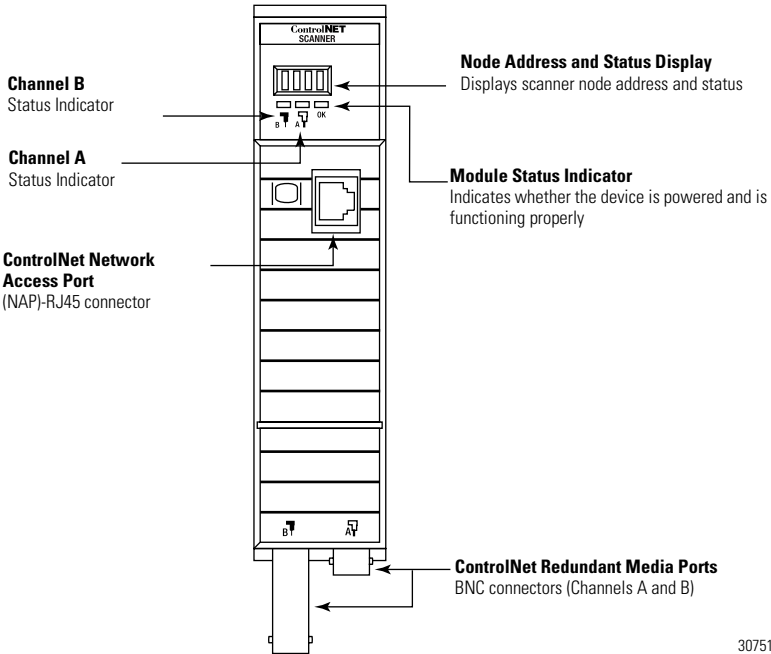 ControlNET
SCANNER
Node Address and Status Display
Displays scanner node address and status
Channel B
Status Indicator
B A OK
Channel A
Status Indicator
Module Status Indicator
Indicates whether the device is powered and is
functioning properly
ControlNet Network
Access Port
(NAP)-RJ45 connector
B A
ControlNet Redundant Media Ports
BNC connectors (Channels A and B)
30751